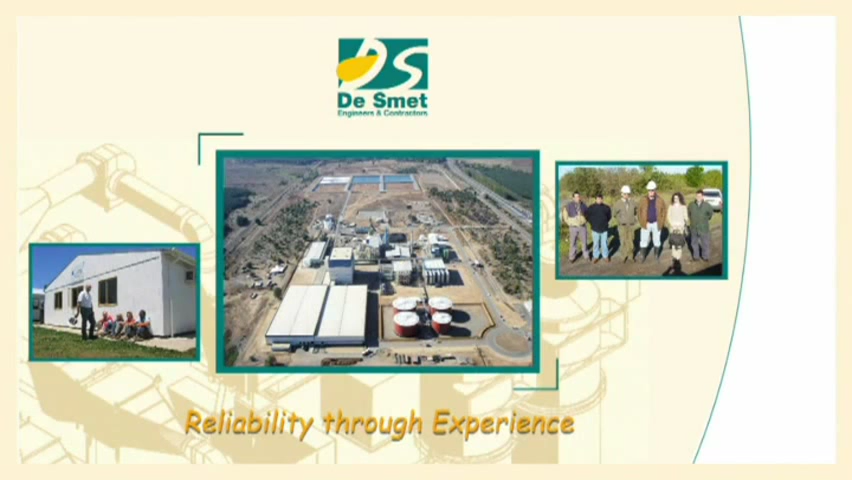 DS
De Smet
Engineers & Contractors
Reliability through Experience